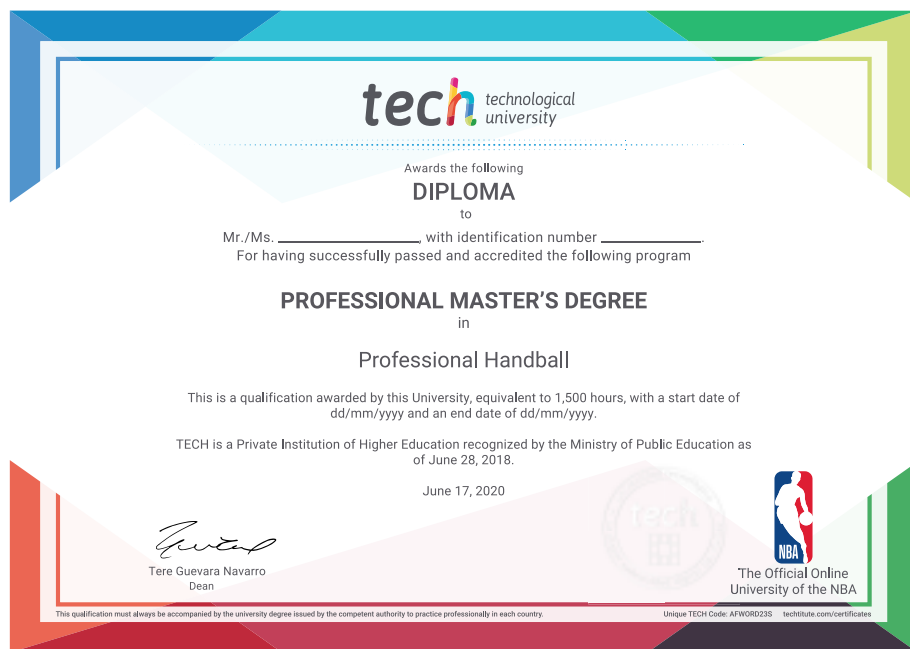 tech technological
university
Awards the following
DIPLOMA
to
Mr./Ms. ____________________, with identification number ______________.
For having successfully passed and accredited the following program
PROFESSIONAL MASTER’S DEGREE
in
Professional Handball
This is a qualification awarded by this University, equivalent to 1,500 hours, with a start date of
dd/mm/yyyy and an end date of dd/mm/yyyy.
TECH is a Private Institution of Higher Education recognized by the Ministry of Public Education as
of June 28, 2018.
June 17, 2020
tech
NBA
Tere Guevara Navarro
Dean
The Official Online
University of the NBA
This qualification must always be accompanied by the university degree issued by the competent authority to practice professionally in each country.
Unique TECH Code: AFWORD23S techtitute.com/certificates